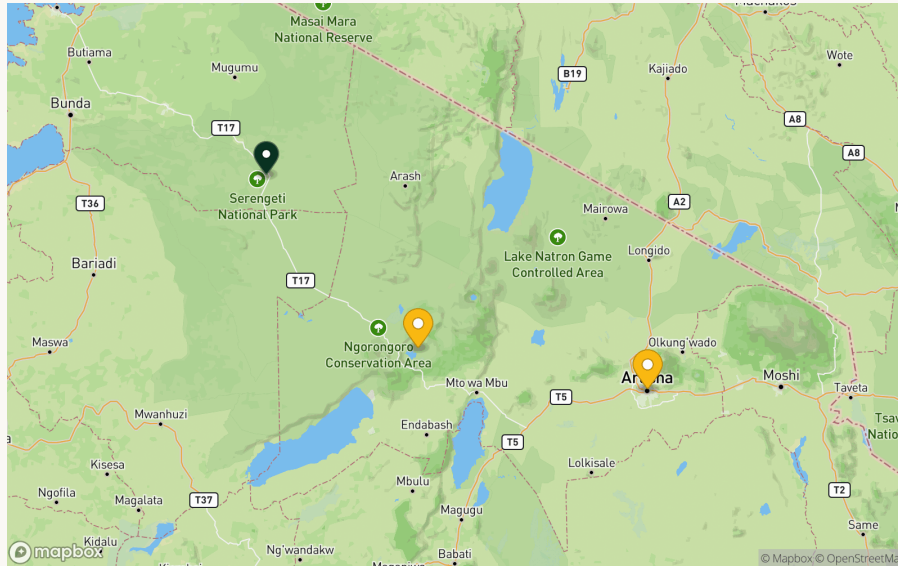 Masai Mara
National Reserve
Butiama
Mugumu
B19
Kajiado
Wote
Bunda
T17
A8
A8
Arash
Serengeti
National Park
T36
A2
Mairowa
Lake Natron Game
Controlled Area
Longido
Bariadi
T17
Maswa
Ngorongoro
Conservation Area
Olkung'wado
Moshi
Taveta
Mto wa Mbu
T5
Mwanhuzi
Endabash
T5
Lolkisale
Kisesa
Mbulu
Ngofila
Magalata
T37
Magugu
T2
Same
Kidalu
Ng'wandakw
Babati
mapbox
© Mapbox © OpenStreetMa